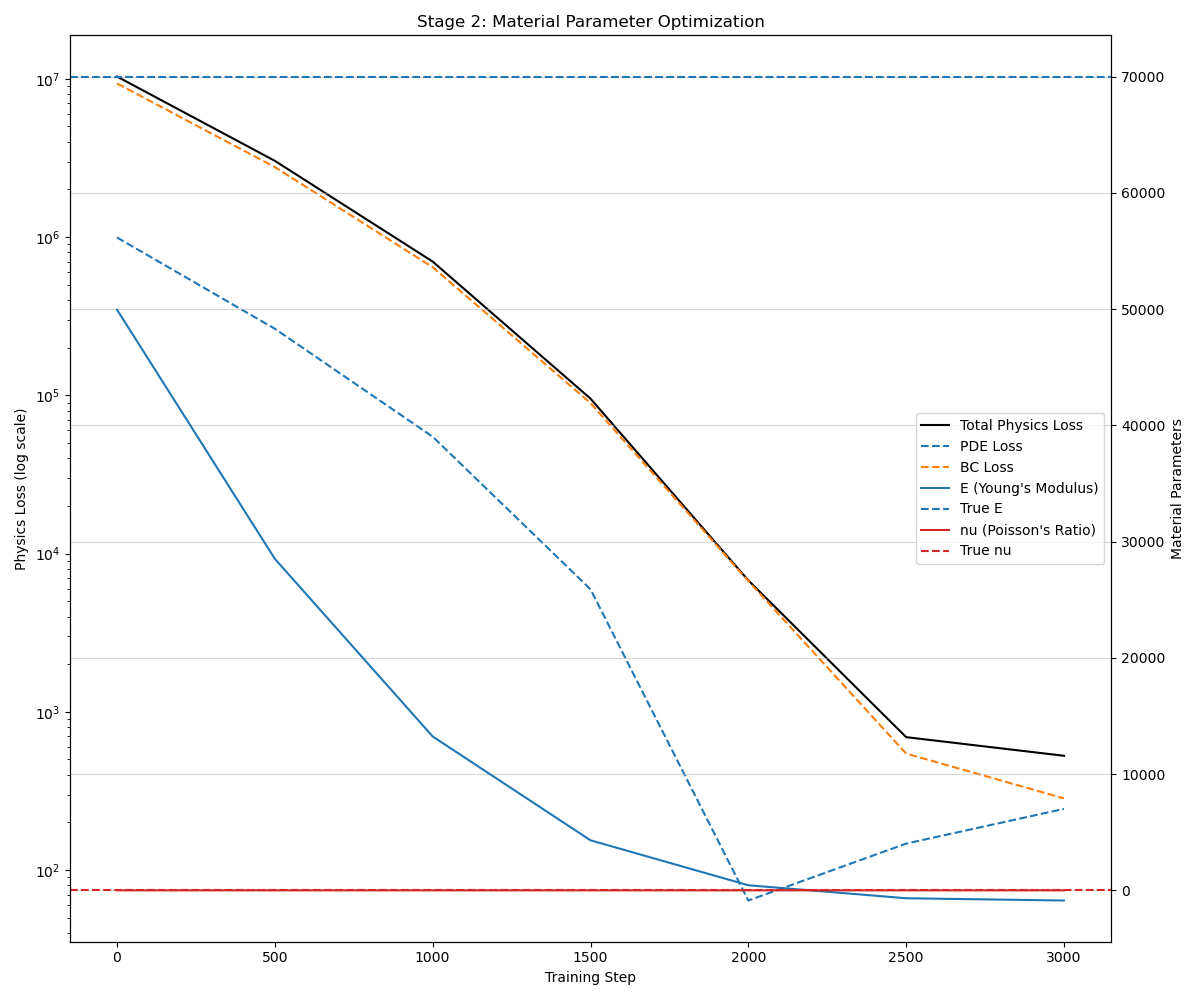 Stage 2: Material Parameter Optimization
Physics Loss (log scale)
10^7
10^6
10^5
10^4
10^3
10^2
70000
60000
50000
40000
30000
20000
10000
0
Material Parameters
Total Physics Loss
PDE Loss
BC Loss
E (Young's Modulus)
True E
nu (Poisson's Ratio)
True nu
0 500 1000 1500 2000 2500 3000
Training Step